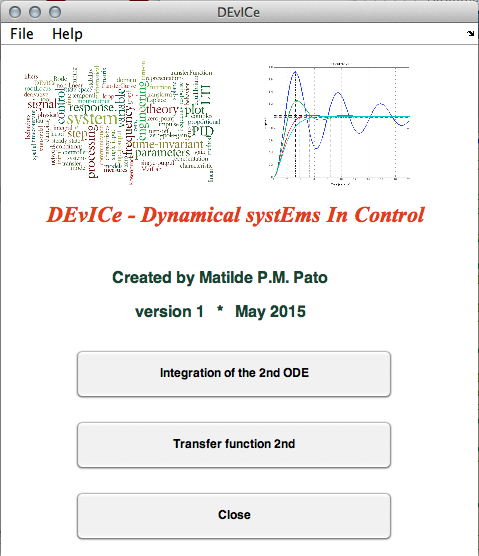 DEvICe
File Help
signal
control
response
theory
plot
LTI
system
variable
engineering
step
frequency
PID
processing
time-invariant
parameters
DEvICe - Dynamical systEms In Control
Created by Matilde P.M. Pato
version 1 * May 2015
Integration of the 2nd ODE
Transfer function 2nd
Close